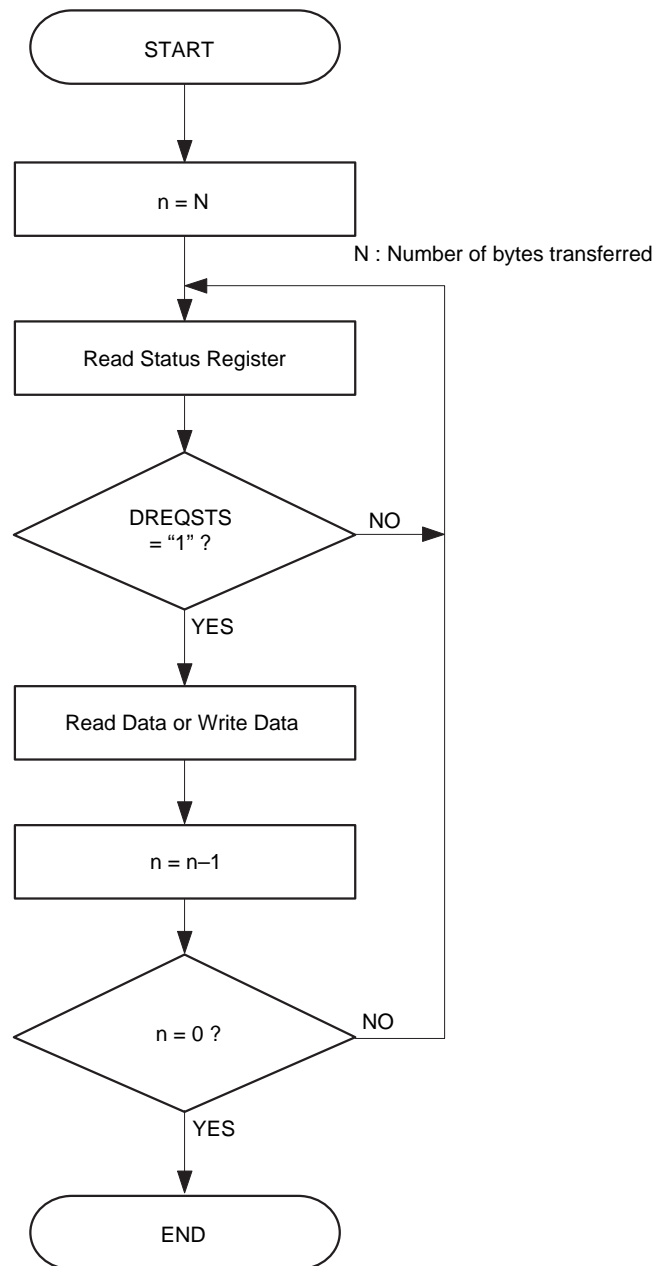 START
n = N
N : Number of bytes transferred
Read Status Register
DREQSTS
= “1” ?
NO
YES
Read Data or Write Data
n = n–1
n = 0 ?
NO
YES
END